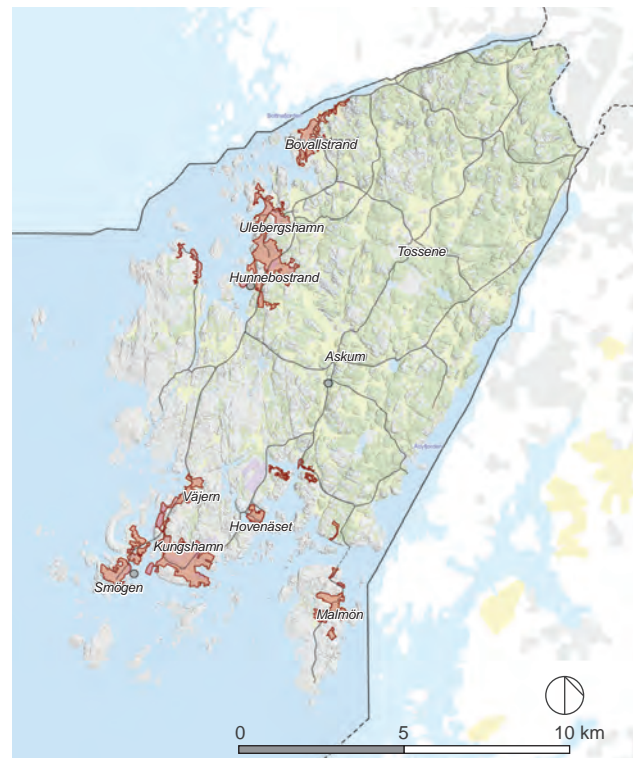 Bovallstrand
Ulebergshamn
Tossene
Hunnebostrand
Askum
Väjern
Hovenäset
Kungshamn
Smögen
Malmön
0 5 10 km